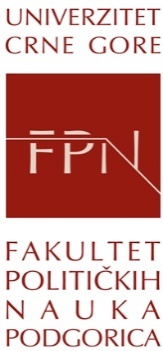 UNIVERZITET
CRNE GORE
FPN
FAKULTET
POLITIČKIH
NAUKA
PODGORICA